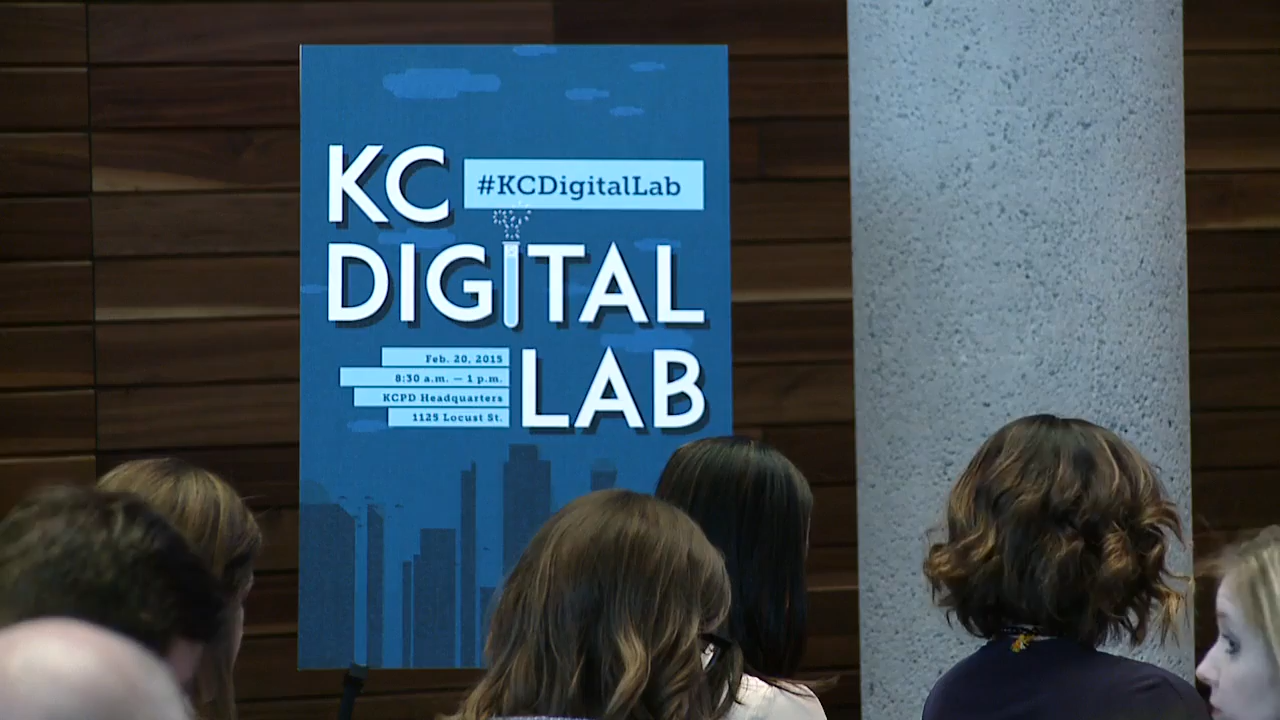 KC
#KCDigitalLab
DIGITAL
LAB
Feb. 20, 2015
8:30 a.m. — 1 p.m.
KCPD Headquarters
1125 Locust St.